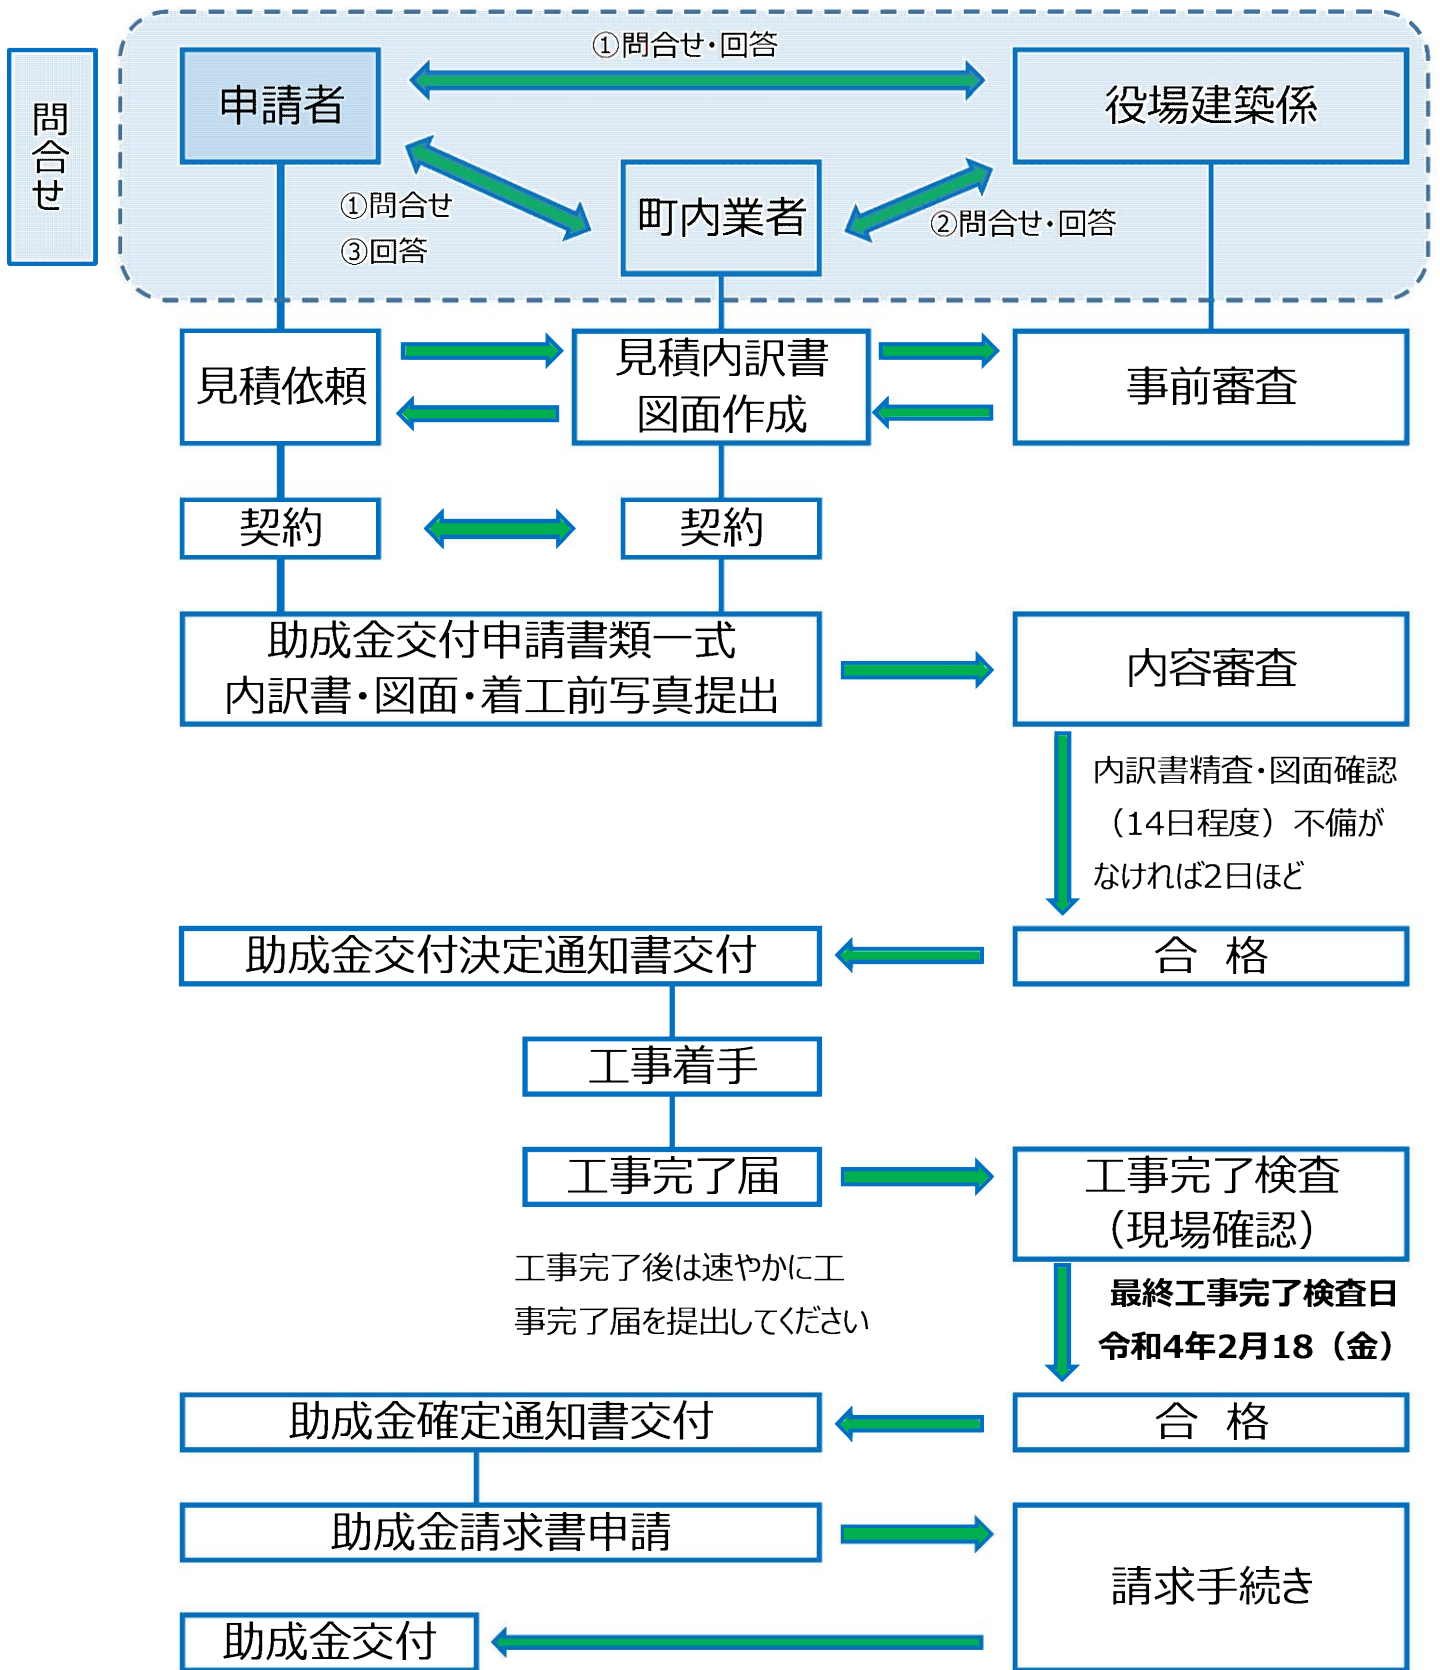 問合せ
①問合せ・回答
申請者
役場建築係
①問合せ
③回答
町内業者
②問合せ・回答
見積依頼
見積内訳書
図面作成
事前審査
契約
契約
助成金交付申請書類一式
内訳書・図面・着工前写真提出
内容審査
内訳書精査・図面確認
（14日程度）不備が
なければ2日ほど
助成金交付決定通知書交付
合 格
工事着手
工事完了届
工事完了検査
（現場確認）
工事完了後は速やかに工
事完了届を提出してください
最終工事完了検査日
令和4年2月18（金）
助成金確定通知書交付
合 格
助成金請求書申請
請求手続き
助成金交付